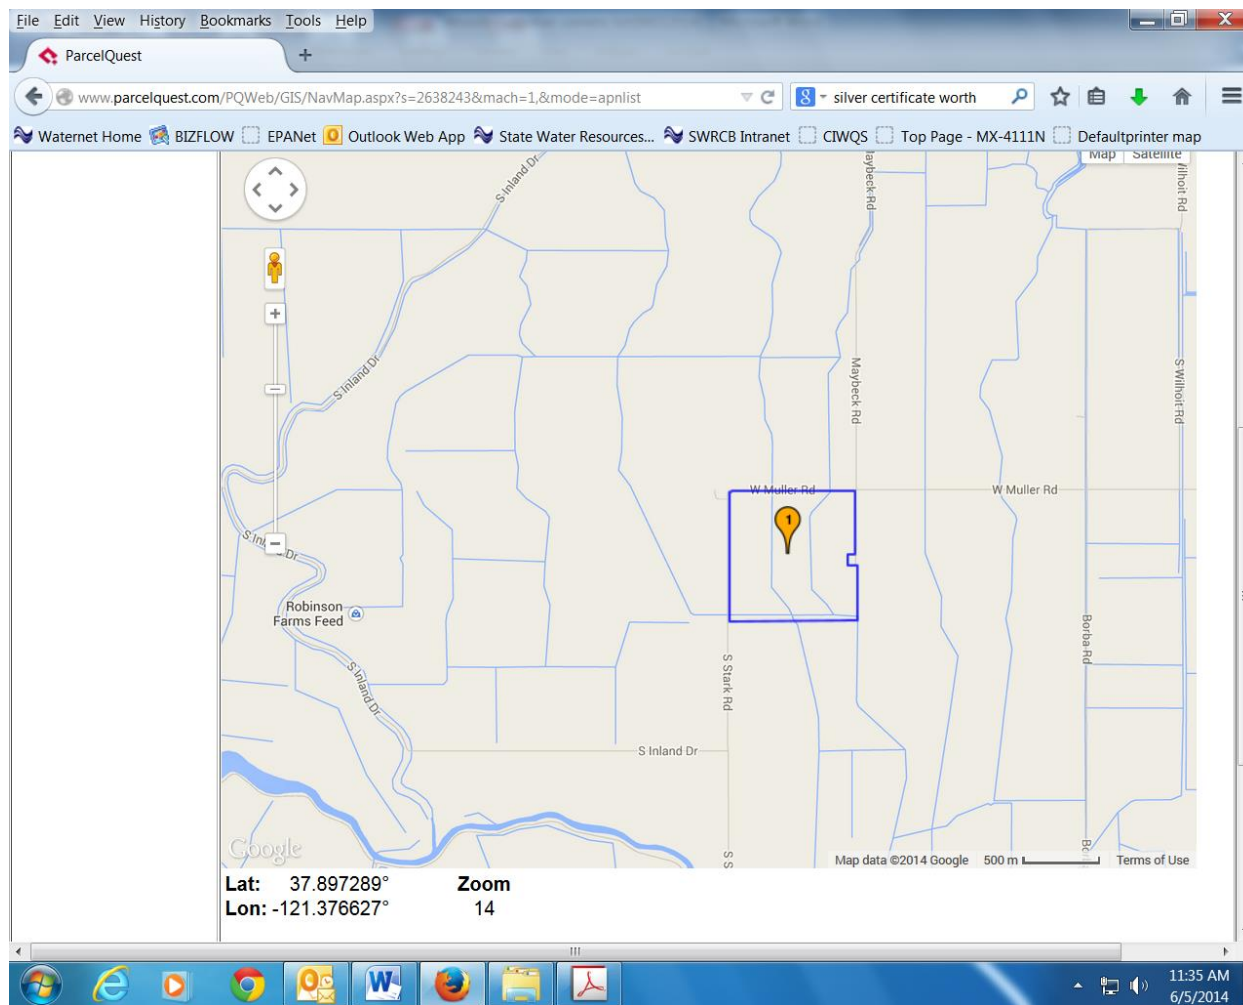 File Edit View History Bookmarks Tools Help
ParcelQuest
www.parcelquest.com/PQWeb/GIS/NavMap.aspx?s=2638243&mach=1,&mode=apnlist
silver certificate worth
Waternet Home BIZFLOW EPANet Outlook Web App State Water Resources... SWRCB Intranet CIWQS Top Page - MX-4111N Defaultprinter map
Map Satellite
S Inland Dr
S Inland Dr
Maybeck Rd
S Wilhoit Rd
W Muller Rd
W Muller Rd
1
Robinson
Farms Feed
S Inland Dr
S Stark Rd
Borba Rd
S Inland Dr
Google
Map data ©2014 Google 500 m Terms of Use
Lat: 37.897289° Zoom
Lon: -121.376627° 14
11:35 AM
6/5/2014